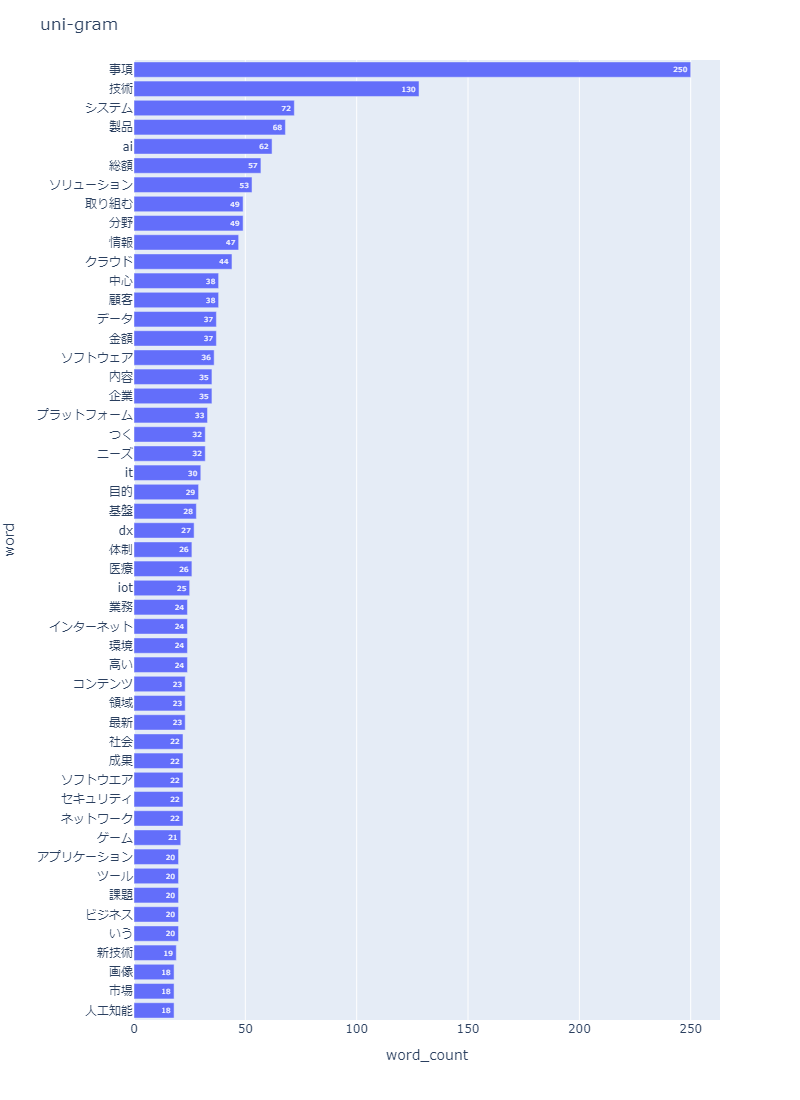 uni-gram
事項 250
技術 130
システム 72
製品 68
ai 62
総額 57
ソリューション 53
取り組む 49
分野 49
情報 47
クラウド 44
中心 38
顧客 38
データ 37
金額 37
ソフトウェア 36
内容 35
企業 35
プラットフォーム 33
つく 32
ニーズ 32
it 30
目的 29
基盤 28
dx 27
体制 26
医療 26
iot 25
業務 24
インターネット 24
環境 24
高い 24
コンテンツ 23
領域 23
最新 23
社会 22
成果 22
ソフトウエア 22
セキュリティ 22
ネットワーク 22
ゲーム 21
アプリケーション 20
ツール 20
課題 20
ビジネス 20
いう 20
新技術 19
画像 18
市場 18
人工知能 18
0 50 100 150 200 250
word_count
word